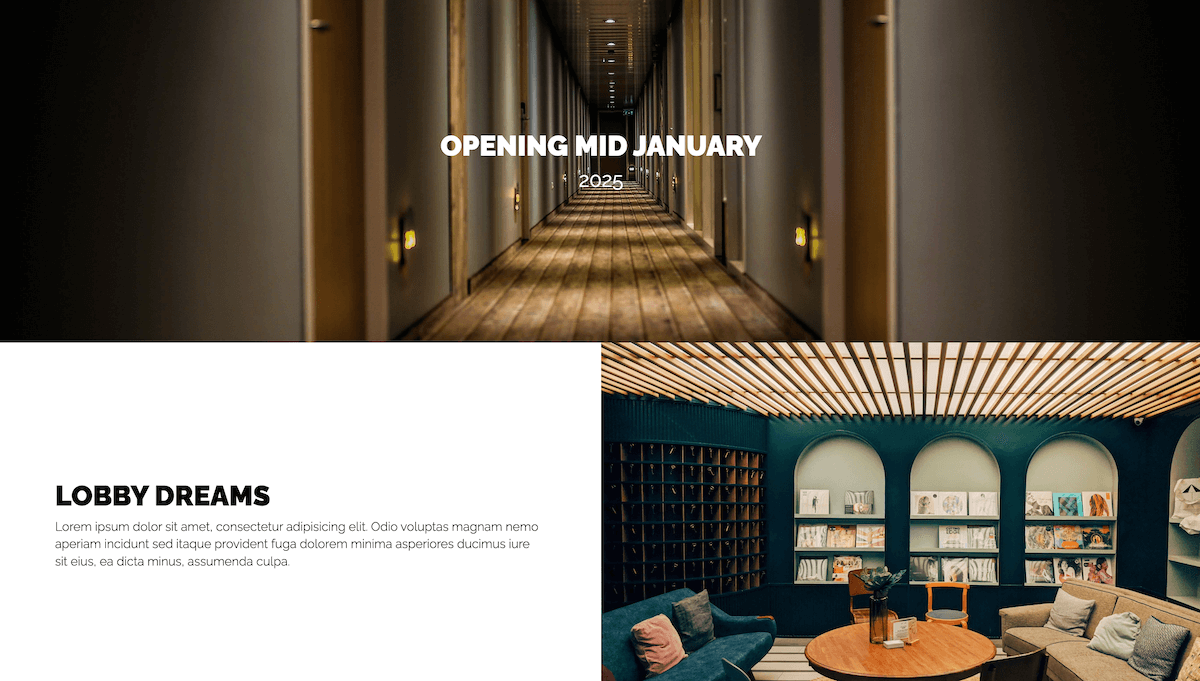 OPENING MID JANUARY
2025
LOBBY DREAMS
Lorem ipsum dolor sit amet, consectetur adipisicing elit. Odio voluptas magnam nemo
aperiam incidunt sed itaque provident fuga dolorem minima asperiores ducimus iure
sit eius, ea dicta minus, assumenda culpa.